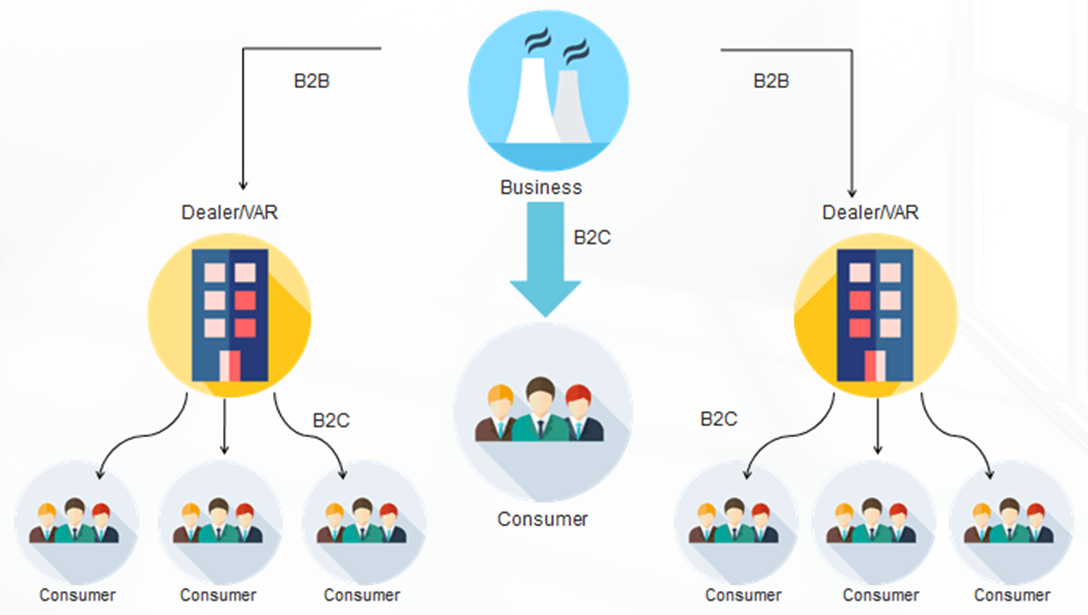 B2B
B2B
Business
Dealer/VAR
Dealer/VAR
B2C
B2C
B2C
Consumer
Consumer
Consumer
Consumer
Consumer
Consumer
Consumer